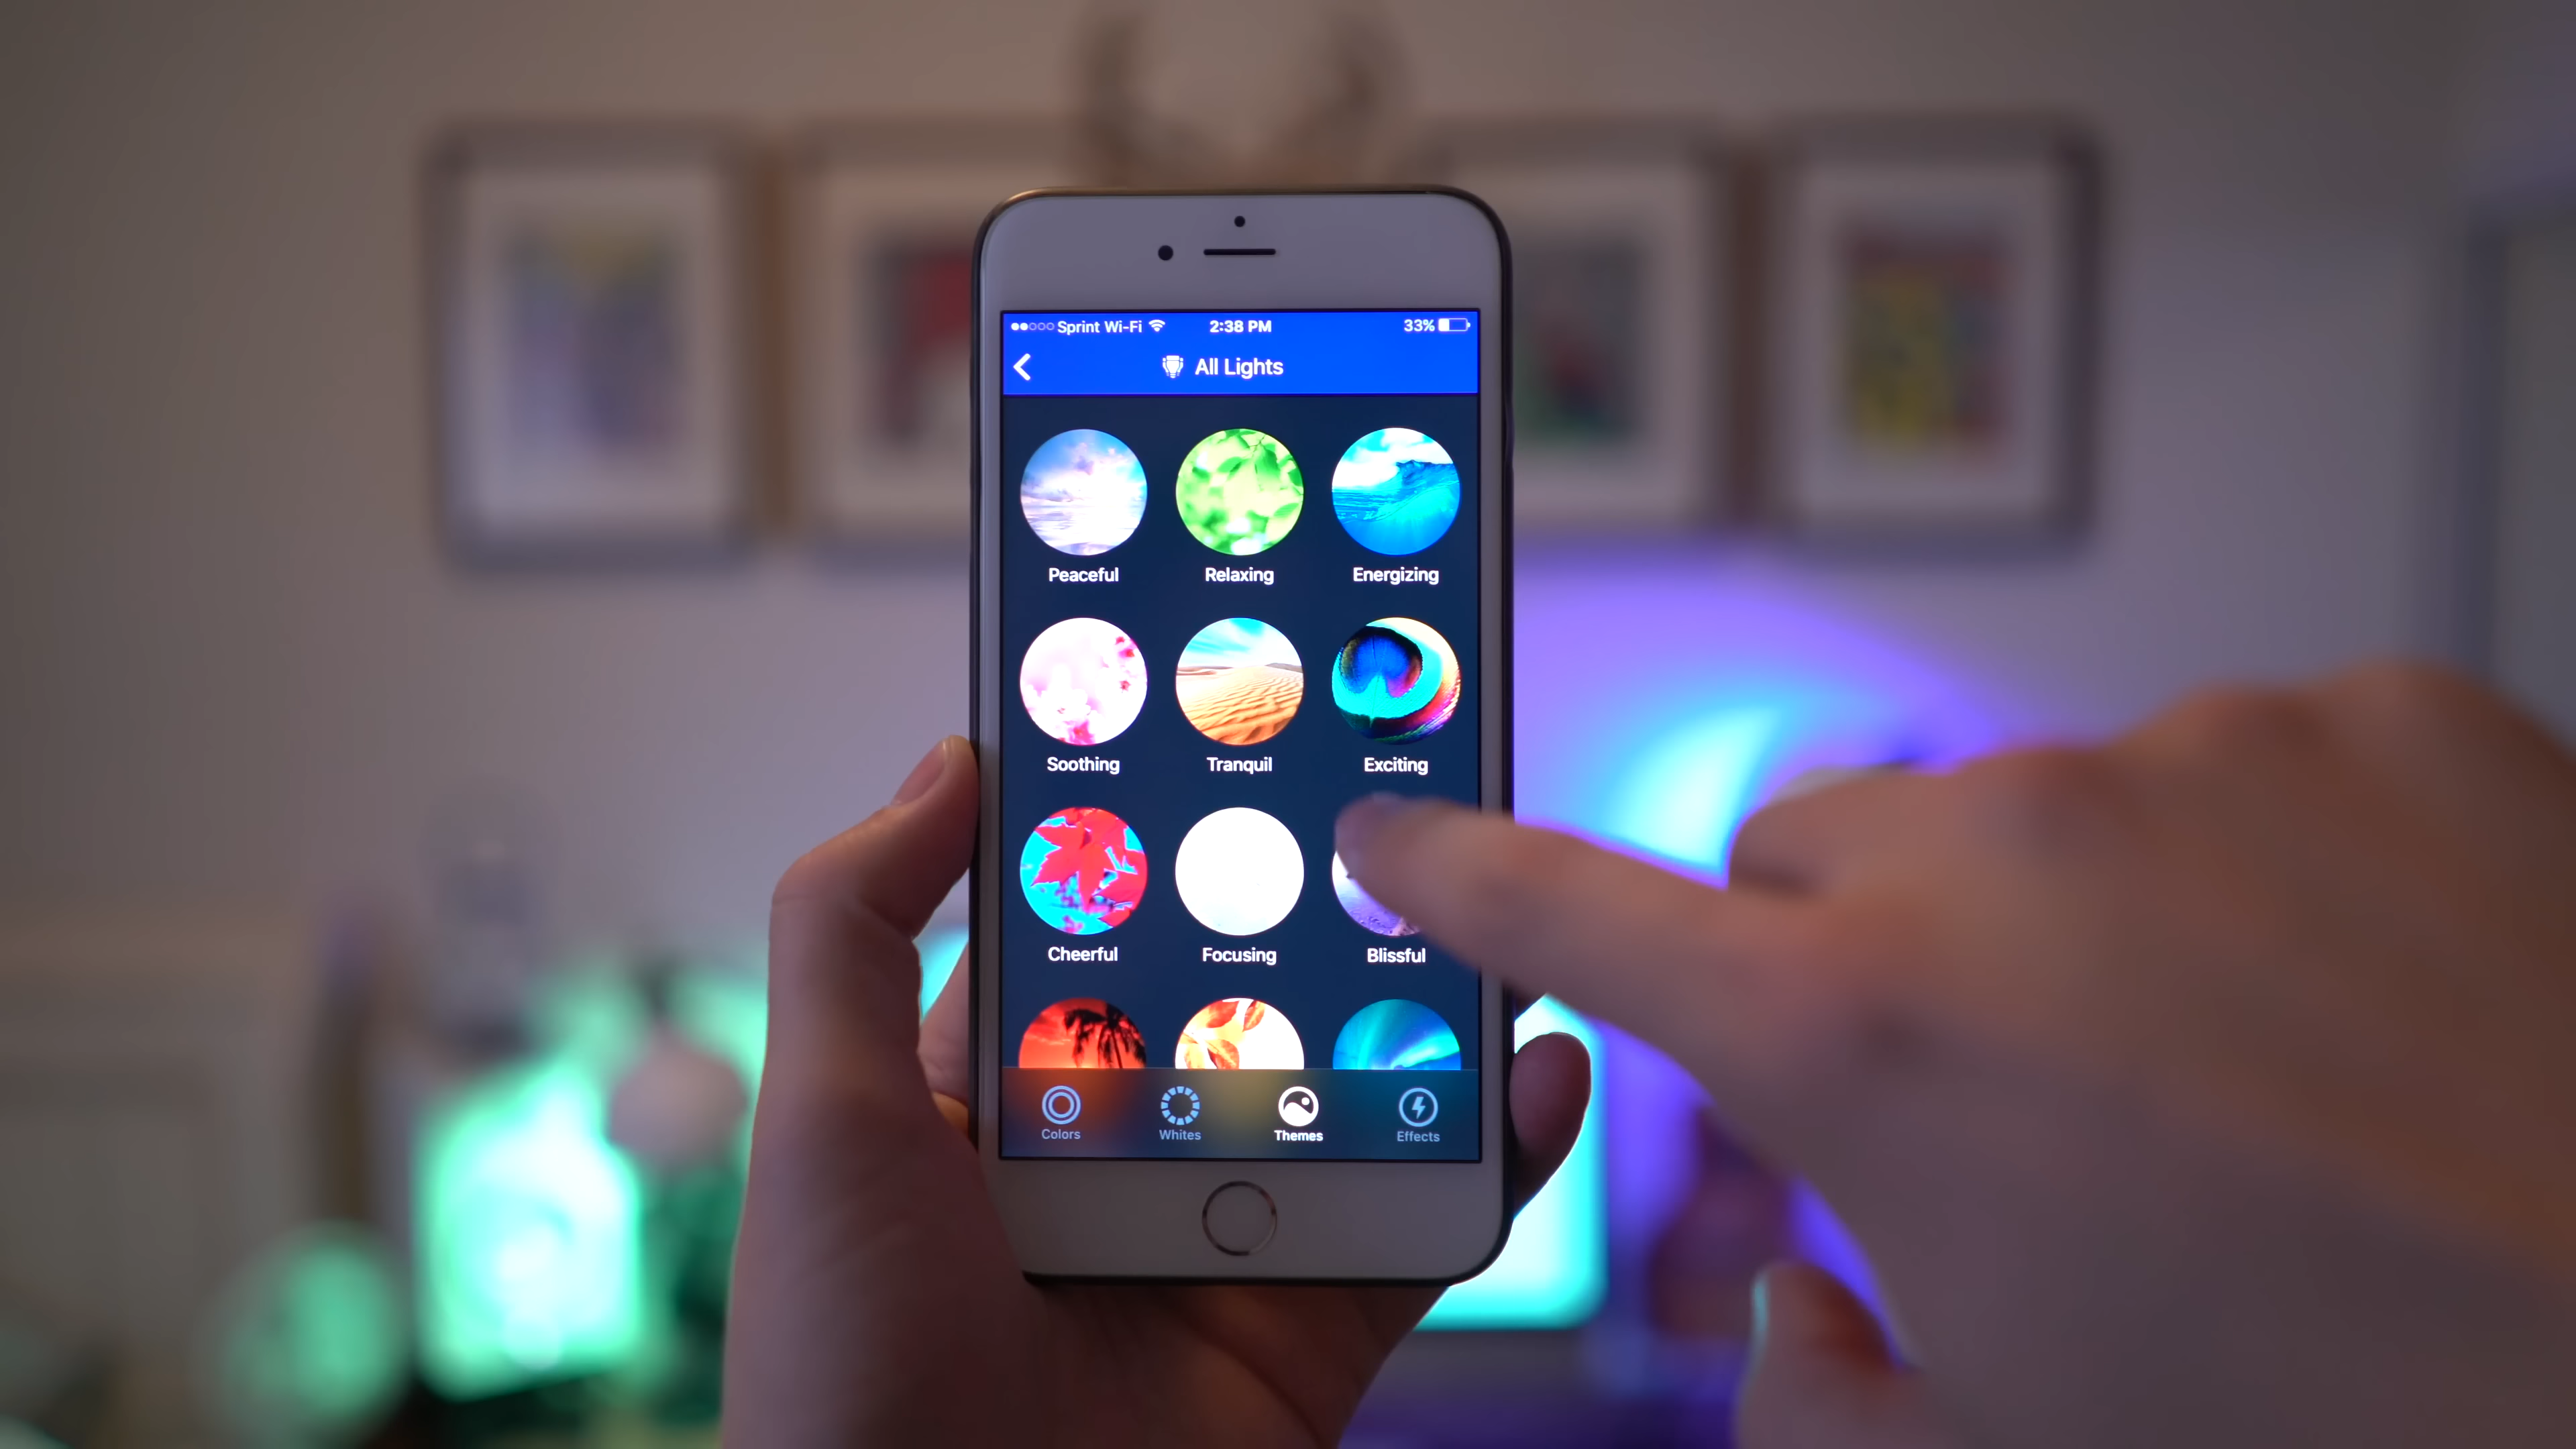 Sprint Wi-Fi 2:38 PM 33%
All Lights
Peaceful Relaxing Energizing
Soothing Tranquil Exciting
Cheerful Focusing Blissful
Colors Whites Themes Effects